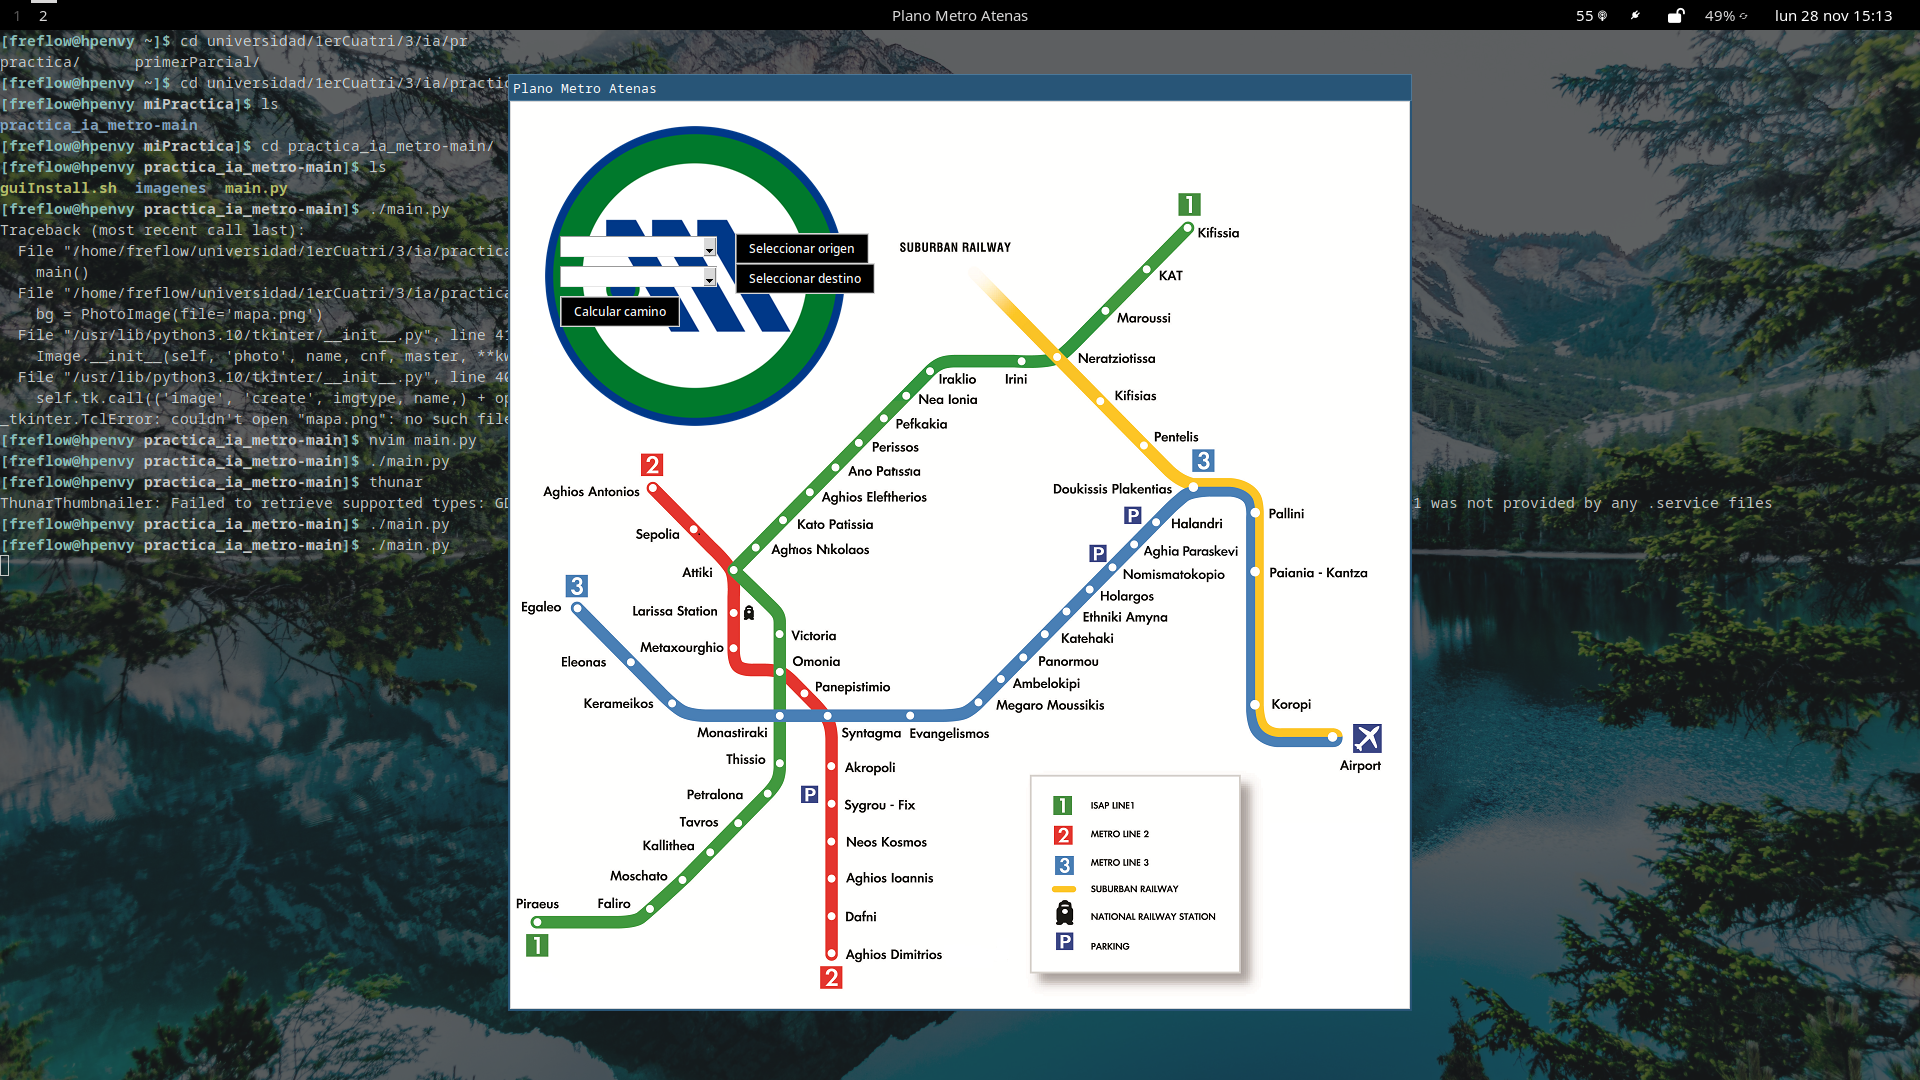 1 2
Plano Metro Atenas
55
49%
lun 28 nov 15:13
[freflow@hpenvy ~]$ cd universidad/1erCuatri/3/ia/pr
practica/ primerParcial/
[freflow@hpenvy ~]$ cd universidad/1erCuatri/3/ia/practic
[freflow@hpenvy miPractica]$ ls
practica_ia_metro-main
[freflow@hpenvy miPractica]$ cd practica_ia_metro-main/
[freflow@hpenvy practica_ia_metro-main]$ ls
guiInstall.sh imagenes main.py
[freflow@hpenvy practica_ia_metro-main]$ ./main.py
Traceback (most recent call last):
File "/home/freflow/universidad/1erCuatri/3/ia/practica
main()
File "/home/freflow/universidad/1erCuatri/3/ia/practica
bg = PhotoImage(file='mapa.png')
File "/usr/lib/python3.10/tkinter/__init__.py", line 41
Image.__init__(self, 'photo', name, cnf, master, **kw
File "/usr/lib/python3.10/tkinter/__init__.py", line 40
self.tk.call(('image', 'create', imgtype, name,) + op
_tkinter.TclError: couldn't open "mapa.png": no such file
[freflow@hpenvy practica_ia_metro-main]$ nvim main.py
[freflow@hpenvy practica_ia_metro-main]$ ./main.py
[freflow@hpenvy practica_ia_metro-main]$ thunar
ThunarThumbnailer: Failed to retrieve supported types: GD
1 was not provided by any .service files
[freflow@hpenvy practica_ia_metro-main]$ ./main.py
[freflow@hpenvy practica_ia_metro-main]$ ./main.py
Plano Metro Atenas
Seleccionar origen
Seleccionar destino
Calcular camino
SUBURBAN RAILWAY
1
Kifissia
KAT
Maroussi
Neratziotissa
Irini
Iraklio
Kifisias
Nea Ionia
Pefkakia
Pentelis
Perissos
3
2
Ano Patissia
Aghios Antonios
Doukissis Plakentias
Aghios Eleftherios
P
Pallini
Kato Patissia
Halandri
Sepolia
Aghios Nikolaos
P
Aghia Paraskevi
Attiki
Nomismatokopio
Paiania - Kantza
3
Holargos
Egaleo
Larissa Station
Ethniki Amyna
Victoria
Katehaki
Metaxourghio
Eleonas
Omonia
Panormou
Panepistimio
Ambelokipi
Kerameikos
Megaro Moussikis
Koropi
Monastiraki
Syntagma
Evangelismos
Thissio
Akropoli
Airport
Petralona
P
Sygrou - Fix
Tavros
Kallithea
Neos Kosmos
Moschato
Aghios Ioannis
Piraeus
Faliro
Dafni
1
Aghios Dimitrios
2
1 ISAP LINE1
2 METRO LINE 2
3 METRO LINE 3
SUBURBAN RAILWAY
NATIONAL RAILWAY STATION
P PARKING